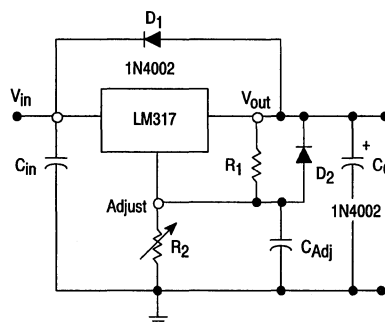 D1
1N4002
Vin
LM317
Vout
Cin
R1
D2
+
1N4002
Adjust
R2
CAdj